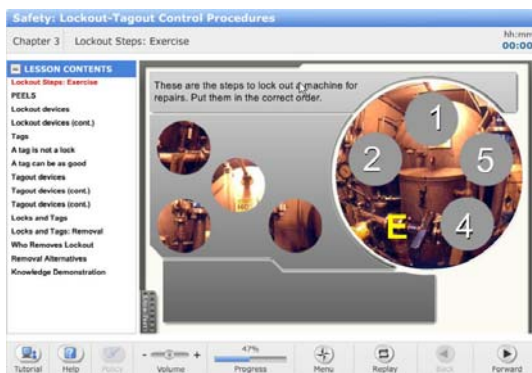 Safety: Lockout-Tagout Control Procedures
Chapter 3 Lockout Steps: Exercise
hh:mm
00:00
LESSON CONTENTS
Lockout Steps: Exercise
PEELS
Lockout devices
Lockout devices (cont.)
Tags
A tag is not a lock
A tag can be as good
Tagout devices
Tagout devices (cont.)
Tagout devices (cont.)
Locks and Tags
Locks and Tags: Removal
Who Removes Lockout
Removal Alternatives
Knowledge Demonstration
These are the steps to lock out a machine for
repairs. Put them in the correct order.
1
2
5
E
4
- +
47%
Tutorial
Help
Policy
Volume
Progress
Menu
Replay
Back
Forward